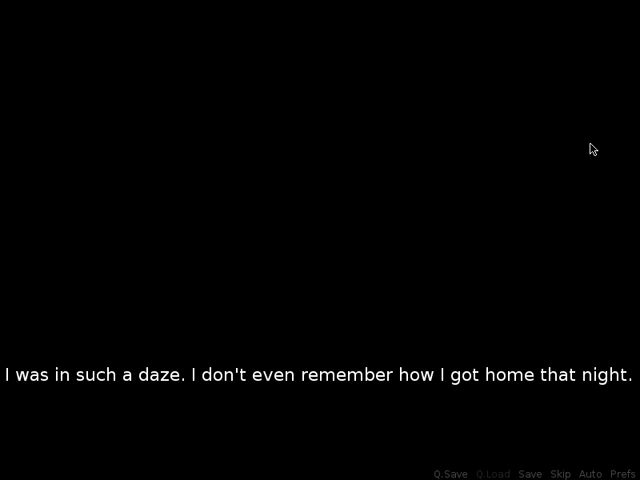 I was in such a daze. I don't even remember how I got home that night.
Q.Save Q.Load Save Skip Auto Prefs